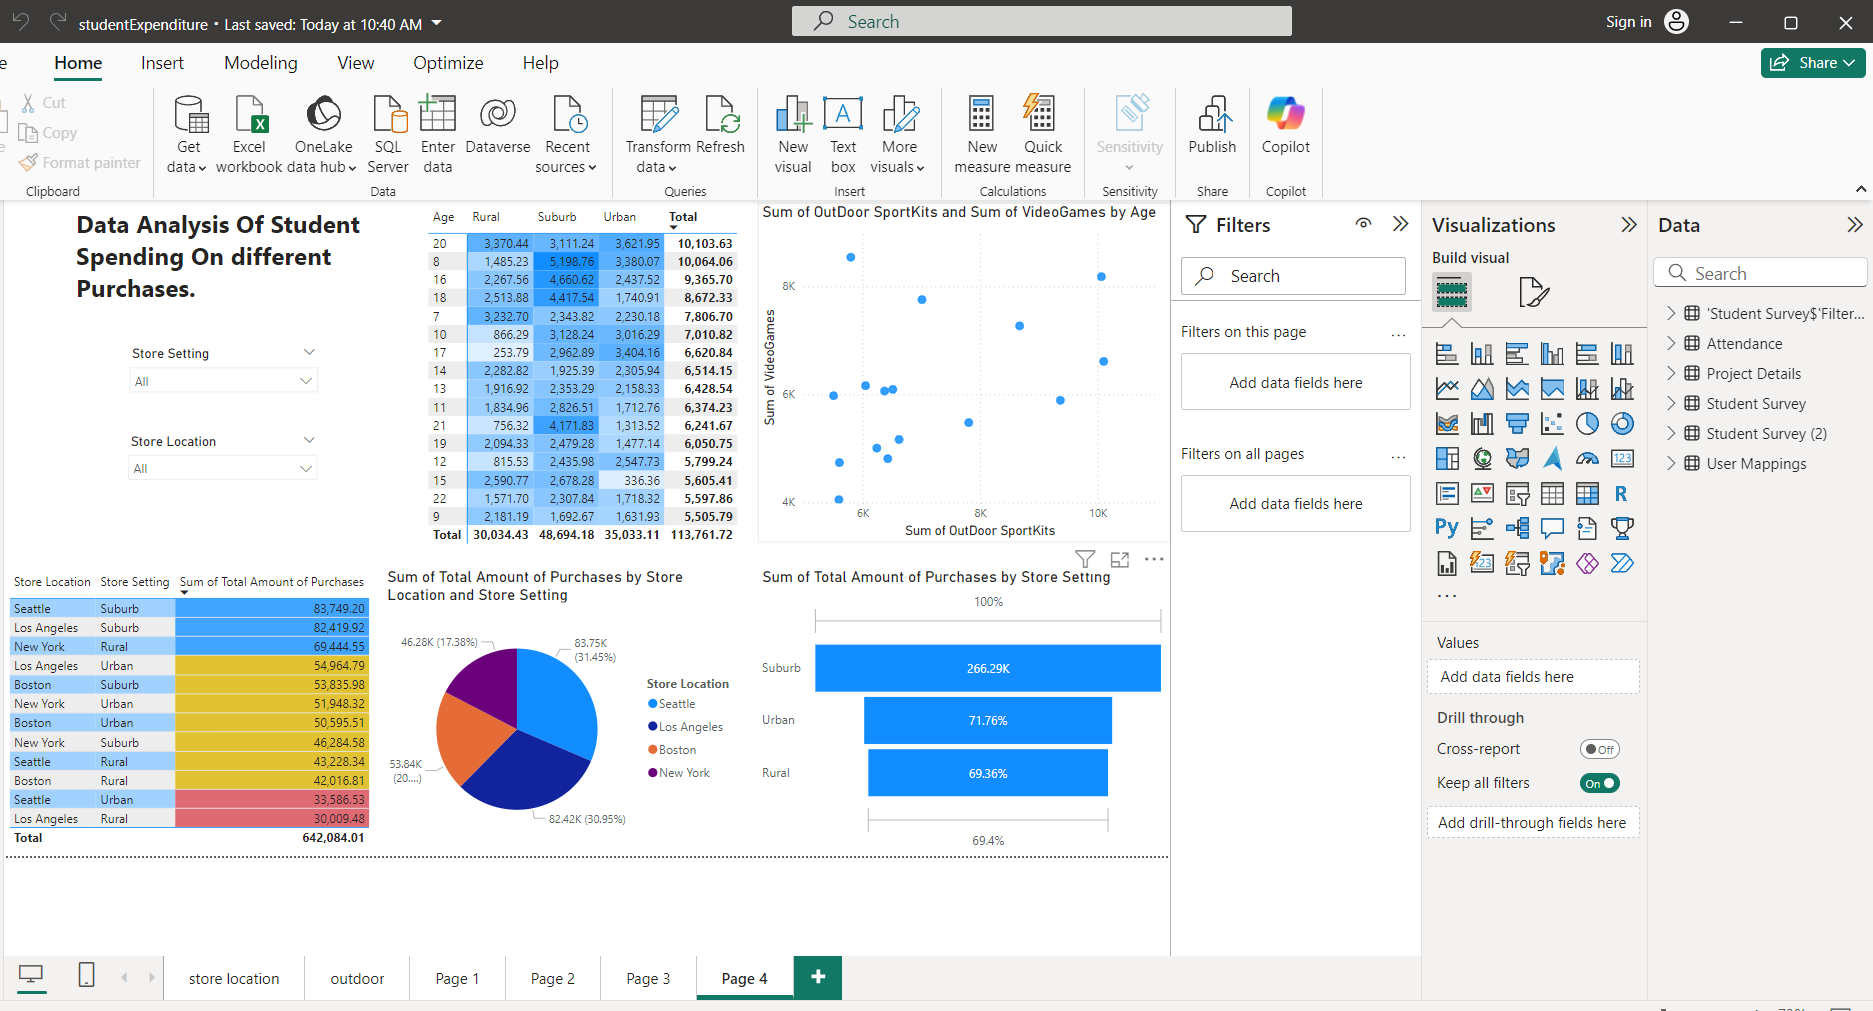 studentExpenditure • Last saved: Today at 10:40 AM
Search
Sign in
Home
Insert
Modeling
View
Optimize
Help
Share
Cut
Copy
Format painter
Clipboard
Get data
Excel workbook
OneLake data hub
SQL Server
Enter data
Dataverse
Recent sources
Data
Transform data
Refresh
Queries
New visual
Text box
More visuals
Insert
New measure
Quick measure
Calculations
Sensitivity
Sensitivity
Publish
Share
Copilot
Copilot
Data Analysis Of Student
Spending On different
Purchases.
Store Setting
All
Store Location
All
Age Rural Suburb Urban Total
20 3,370.44 3,111.24 3,621.95 10,103.63
8 1,485.23 5,198.76 3,380.07 10,064.06
16 2,267.56 4,660.62 2,437.52 9,365.70
18 2,513.88 4,417.54 1,740.91 8,672.33
7 3,232.70 2,343.82 2,230.18 7,806.70
10 866.29 3,128.24 3,016.29 7,010.82
17 253.79 2,962.89 3,404.16 6,620.84
14 2,282.82 1,925.39 2,305.94 6,514.15
13 1,916.92 2,353.29 2,158.33 6,428.54
11 1,834.96 2,826.51 1,712.76 6,374.23
21 756.32 4,171.83 1,313.52 6,241.67
19 2,094.33 2,479.28 1,477.14 6,050.75
12 815.53 2,435.98 2,547.73 5,799.24
15 2,590.77 2,678.28 336.36 5,605.41
22 1,571.70 2,307.84 1,718.32 5,597.86
9 2,181.19 1,692.67 1,631.93 5,505.79
Total 30,034.43 48,694.18 35,033.11 113,761.72
Sum of OutDoor SportKits and Sum of VideoGames by Age
Sum of VideoGames
8K
6K
4K
6K 8K 10K
Sum of OutDoor SportKits
Store Location Store Setting Sum of Total Amount of Purchases
Seattle Suburb 83,749.20
Los Angeles Suburb 82,419.92
New York Rural 69,444.55
Los Angeles Urban 54,964.79
Boston Suburb 53,835.98
New York Urban 51,948.32
Boston Urban 50,595.51
New York Suburb 46,284.58
Seattle Rural 43,228.34
Boston Rural 42,016.81
Seattle Urban 33,586.53
Los Angeles Rural 30,009.48
Total 642,084.01
Sum of Total Amount of Purchases by Store
Location and Store Setting
46.28K (17.38%)
83.75K
(31.45%)
53.84K
(20....)
82.42K (30.95%)
Store Location
Seattle
Los Angeles
Boston
New York
Sum of Total Amount of Purchases by Store Setting
100%
Suburb 266.29K
Urban 71.76%
Rural 69.36%
69.4%
Filters
Search
Filters on this page
...
Add data fields here
Filters on all pages
...
Add data fields here
Visualizations
Build visual
123
R
Py
123
...
Values
Add data fields here
Drill through
Cross-report Off
Keep all filters On
Add drill-through fields here
Data
Search
'Student Survey$'Filter...
Attendance
Project Details
Student Survey
Student Survey (2)
User Mappings
store location
outdoor
Page 1
Page 2
Page 3
Page 4